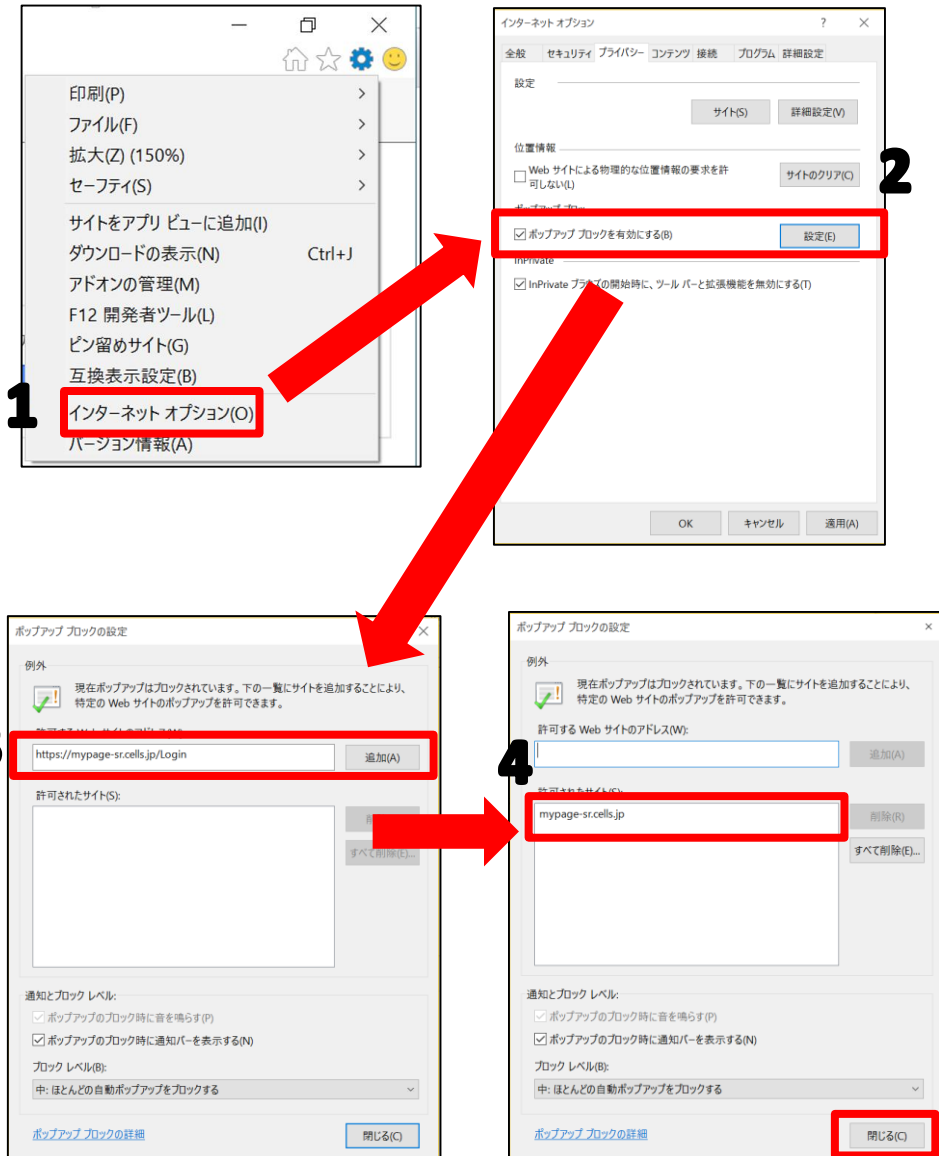 印刷(P)
ファイル(F)
拡大(Z) (150%)
セーフティ(S)
サイトをアプリ ビューに追加(I)
ダウンロードの表示(N) Ctrl+J
アドオンの管理(M)
F12 開発者ツール(L)
ピン留めサイト(G)
互換表示設定(B)
1
インターネット オプション(O)
バージョン情報(A)
インターネット オプション ? ×
全般 セキュリティ プライバシー コンテンツ 接続 プログラム 詳細設定
設定
サイト(S) 詳細設定(V)
位置情報
Web サイトによる物理的な位置情報の要求を許
可しない(L)
サイトのクリア(C)
2
ポップアップ ブロック
ポップアップ ブロックを有効にする(B) 設定(E)
InPrivate
InPrivate ブラウズの開始時に、ツール バーと拡張機能を無効にする(T)
OK キャンセル 適用(A)
ポップアップ ブロックの設定
例外
現在ポップアップはブロックされています。下の一覧にサイトを追加することにより、
特定の Web サイトのポップアップを許可できます。
許可する Web サイトのアドレス(W):
https://mypage-sr.cells.jp/Login 追加(A)
許可されたサイト(S):
すべて削除(E)...
通知とブロック レベル:
ポップアップのブロック時に音を鳴らす(P)
ポップアップのブロック時に通知バーを表示する(N)
ブロック レベル(B):
中: ほとんどの自動ポップアップをブロックする
ポップアップ ブロックの詳細 閉じる(C)
ポップアップ ブロックの設定
例外
現在ポップアップはブロックされています。下の一覧にサイトを追加することにより、
特定の Web サイトのポップアップを許可できます。
許可する Web サイトのアドレス(W):
4
追加(A)
許可されたサイト(S):
mypage-sr.cells.jp 削除(R)
すべて削除(E)...
通知とブロック レベル:
ポップアップのブロック時に音を鳴らす(P)
ポップアップのブロック時に通知バーを表示する(N)
ブロック レベル(B):
中: ほとんどの自動ポップアップをブロックする
ポップアップ ブロックの詳細 閉じる(C)